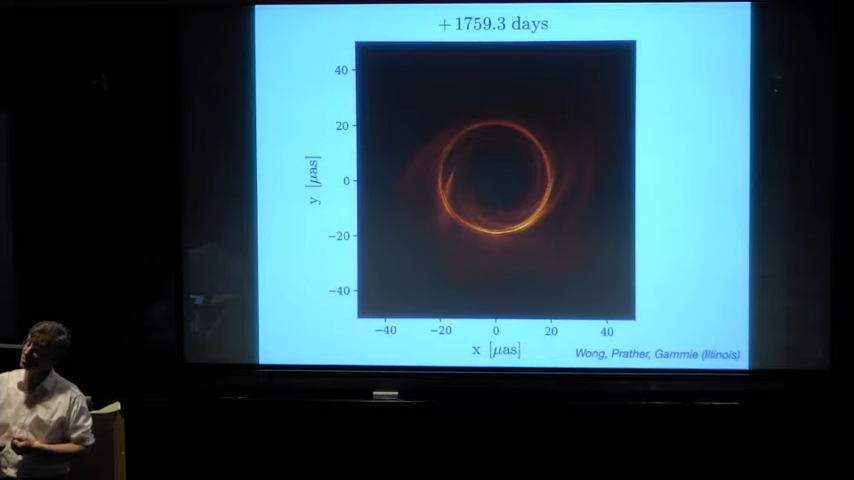 +1759.3 days
40
20
0
−20
−40
y [μas]
−40 −20 0 20 40
x [μas]
Wong, Prather, Gammie (Illinois)